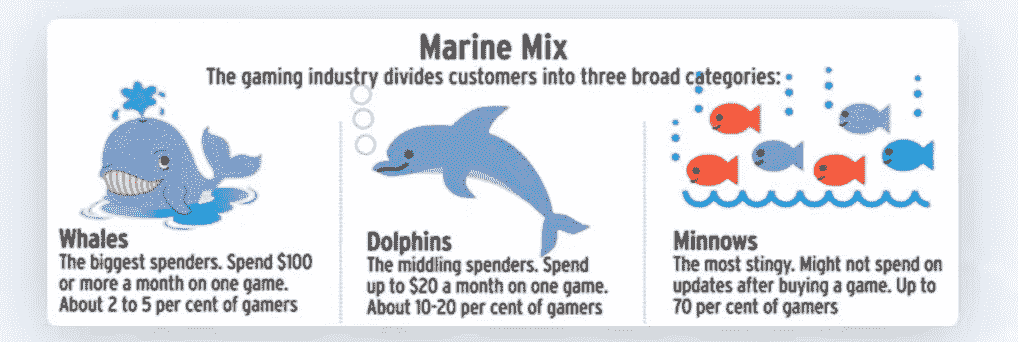 Marine Mix
The gaming industry divides customers into three broad categories:
Whales
The biggest spenders. Spend $100
or more a month on one game.
About 2 to 5 per cent of gamers
Dolphins
The middling spenders. Spend
up to $20 a month on one game.
About 10-20 per cent of gamers
Minnows
The most stingy. Might not spend on
updates after buying a game. Up to
70 per cent of gamers